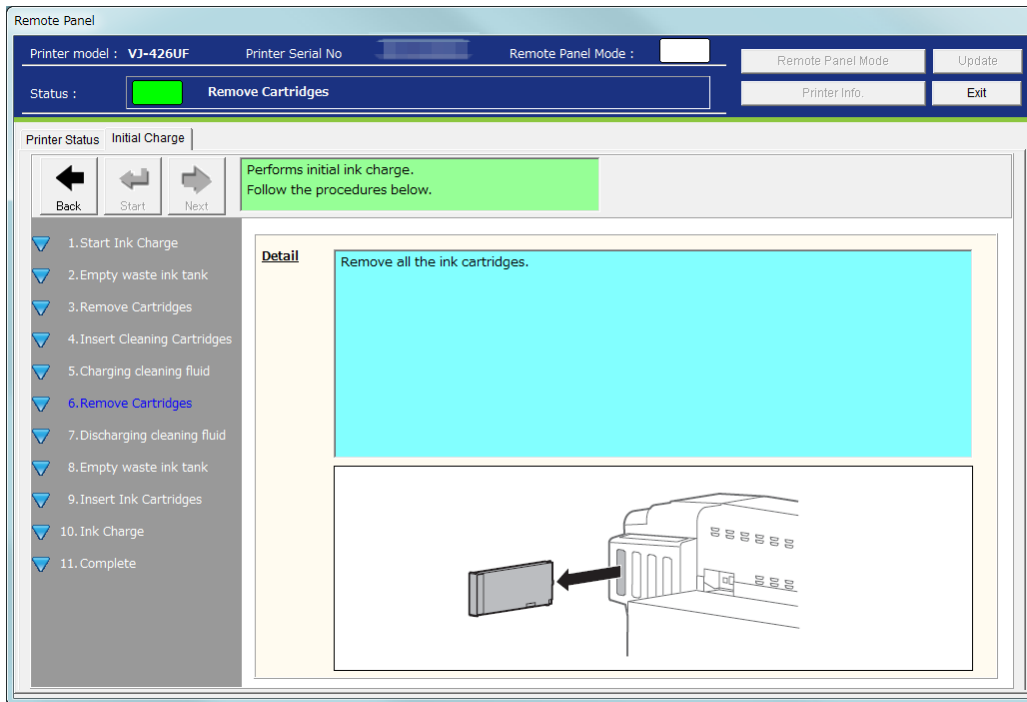 Remote Panel
Printer model : VJ-426UF Printer Serial No Remote Panel Mode :
Remote Panel Mode Update
Status : Remove Cartridges
Printer Info. Exit
Printer Status Initial Charge
Back Start Next
Performs initial ink charge.
Follow the procedures below.
1.Start Ink Charge
2.Empty waste ink tank
3.Remove Cartridges
4.Insert Cleaning Cartridges
5.Charging cleaning fluid
6.Remove Cartridges
7.Discharging cleaning fluid
8.Empty waste ink tank
9.Insert Ink Cartridges
10.Ink Charge
11.Complete
Detail
Remove all the ink cartridges.